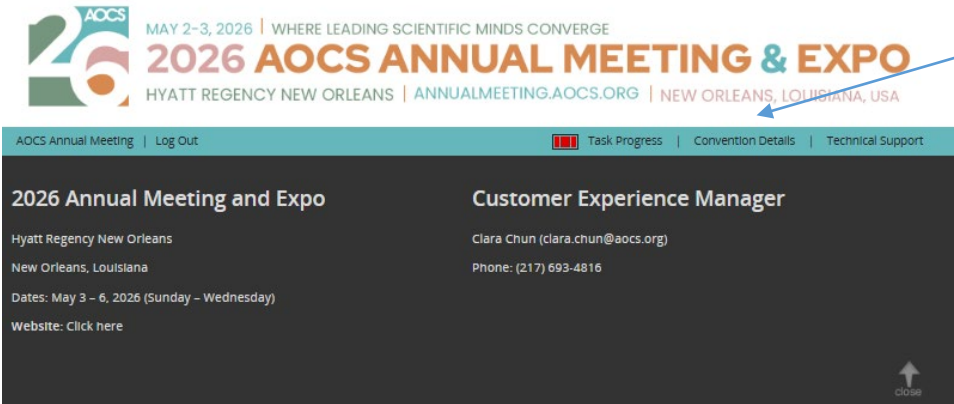 AOCS
26
MAY 2-3, 2026 | WHERE LEADING SCIENTIFIC MINDS CONVERGE
2026 AOCS ANNUAL MEETING & EXPO
HYATT REGENCY NEW ORLEANS | ANNUALMEETING.AOCS.ORG | NEW ORLEANS, LOUISIANA, USA
AOCS Annual Meeting | Log Out
Task Progress | Convention Details | Technical Support
2026 Annual Meeting and Expo
Hyatt Regency New Orleans
New Orleans, Louisiana
Dates: May 3 – 6, 2026 (Sunday – Wednesday)
Website: Click here
Customer Experience Manager
Clara Chun (clara.chun@aocs.org)
Phone: (217) 693-4816
close